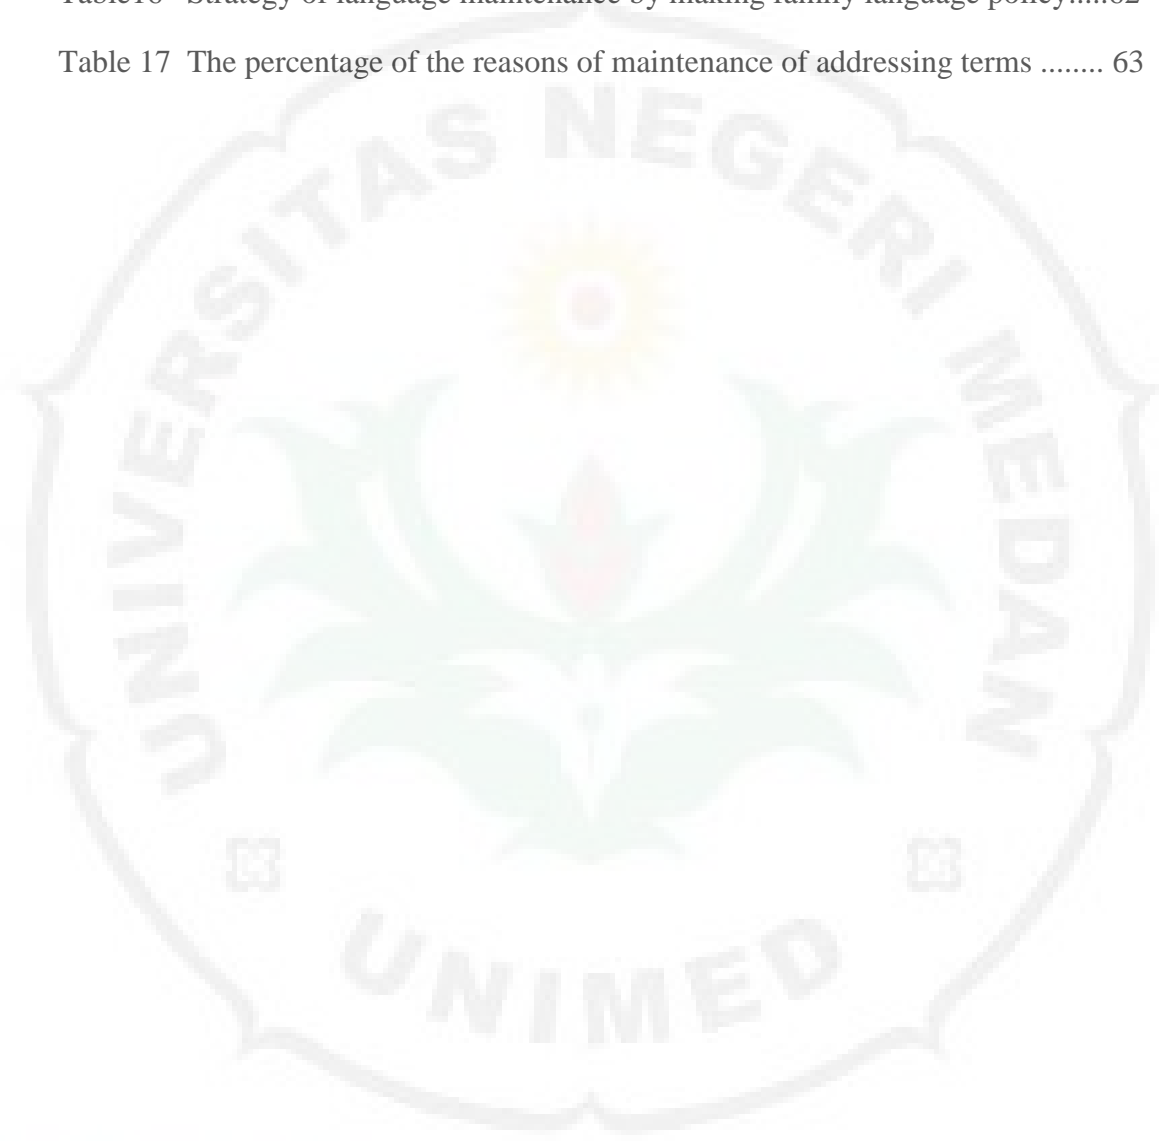 Table16 Strategy of language maintenance by making family language policy.....62
Table 17 The percentage of the reasons of maintenance of addressing terms ........ 63
UNIVERSITAS NEGERI MEDAN
UNIMED